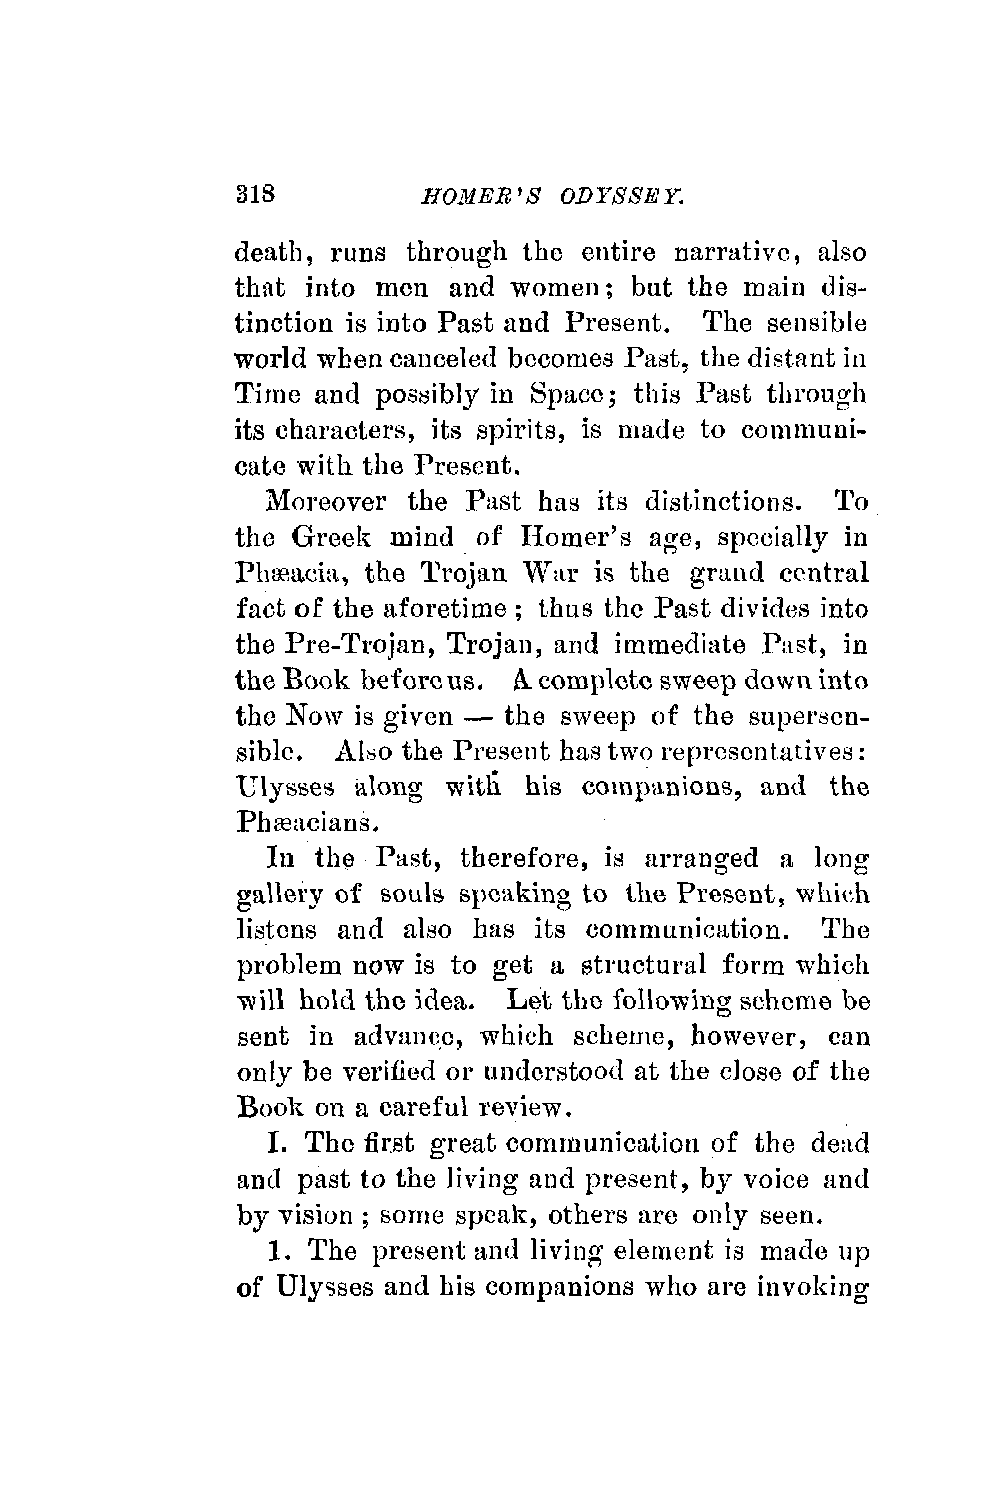 318 HOMER'S ODYSSEY.
death, runs through the entire narrative, also
that into men and women; but the main dis-
tinction is into Past and Present. The sensible
world when canceled becomes Past, the distant in
Time and possibly in Space; this Past through
its characters, its spirits, is made to communi-
cate with the Present.
Moreover the Past has its distinctions. To
the Greek mind of Homer's age, specially in
Phæacia, the Trojan War is the grand central
fact of the aforetime; thus the Past divides into
the Pre-Trojan, Trojan, and immediate Past, in
the Book before us. A complete sweep down into
the Now is given — the sweep of the supersen-
sible. Also the Present has two representatives:
Ulysses along with his companions, and the
Phæacians.
In the Past, therefore, is arranged a long
gallery of souls speaking to the Present, which
listens and also has its communication. The
problem now is to get a structural form which
will hold the idea. Let the following scheme be
sent in advance, which scheme, however, can
only be verified or understood at the close of the
Book on a careful review.
I. The first great communication of the dead
and past to the living and present, by voice and
by vision; some speak, others are only seen.
1. The present and living element is made up
of Ulysses and his companions who are invoking